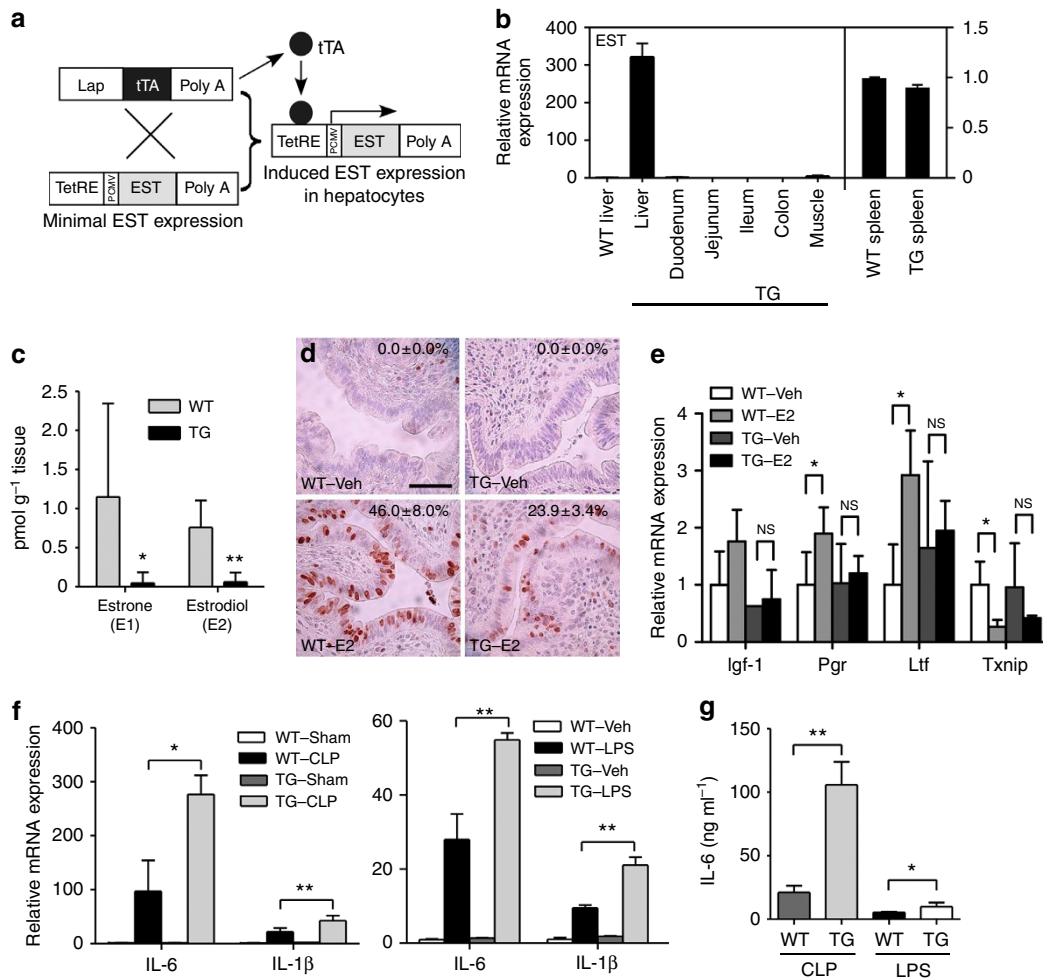 a
Lap tTA Poly A
tTA
TetRE PCMV EST Poly A
Minimal EST expression
TetRE PCMV EST Poly A
Induced EST expression
in hepatocytes
b
Relative mRNA
expression
EST
400
300
200
100
0
1.5
1.0
0.5
0
WT liver
Liver
Duodenum
Jejunum
Ileum
Colon
Muscle
WT spleen
TG spleen
TG
c
pmol g⁻¹ tissue
2.5
2.0
1.5
1.0
0.5
0
WT
TG
*
**
Estrone
(E1)
Estrodiol
(E2)
d
0.0±0.0%
WT–Veh
0.0±0.0%
TG–Veh
46.0±8.0%
WT–E2
23.9±3.4%
TG–E2
e
Relative mRNA expression
WT–Veh
WT–E2
TG–Veh
TG–E2
4
3
2
1
0
NS
*
NS
*
NS
*
NS
Igf-1 Pgr Ltf Txnip
f
Relative mRNA expression
400
300
200
100
0
*
**
WT–Sham
WT–CLP
TG–Sham
TG–CLP
IL-6 IL-1β
60
40
20
0
**
**
WT–Veh
WT–LPS
TG–Veh
TG–LPS
IL-6 IL-1β
g
IL-6 (ng ml⁻¹)
150
100
50
0
**
*
WT TG WT TG
CLP LPS